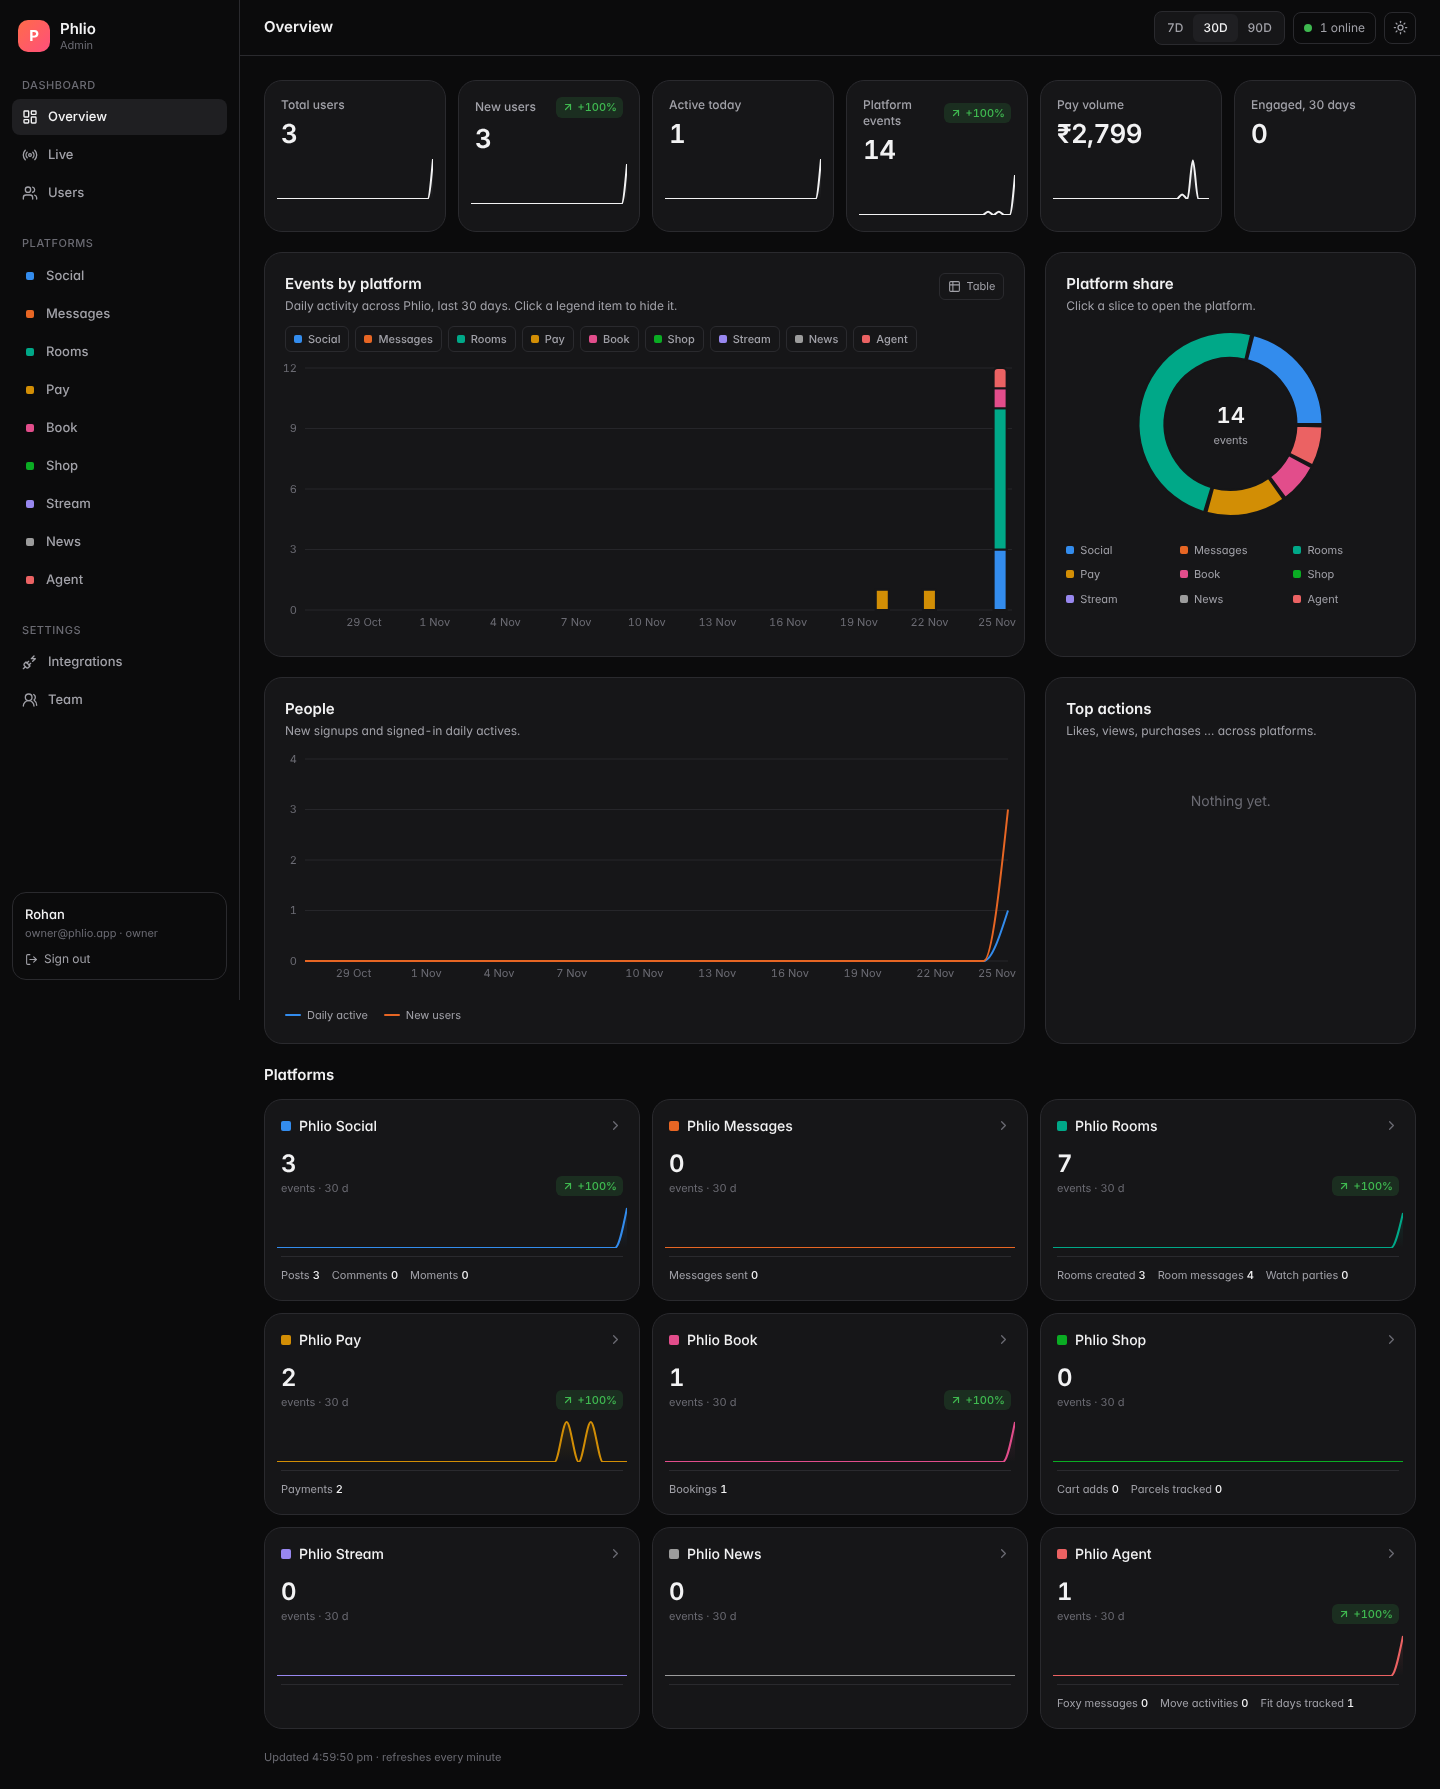 P
Phlio
Admin
DASHBOARD
Overview
Live
Users
PLATFORMS
Social
Messages
Rooms
Pay
Book
Shop
Stream
News
Agent
SETTINGS
Integrations
Team
Rohan
owner@phlio.app · owner
Sign out
Overview
7D 30D 90D 1 online
Total users
3
New users +100%
3
Active today
1
Platform events +100%
14
Pay volume
₹2,799
Engaged, 30 days
0
Events by platform
Daily activity across Phlio, last 30 days. Click a legend item to hide it.
Table
Social Messages Rooms Pay Book Shop Stream News Agent
12
9
6
3
0
29 Oct 1 Nov 4 Nov 7 Nov 10 Nov 13 Nov 16 Nov 19 Nov 22 Nov 25 Nov
Platform share
Click a slice to open the platform.
14
events
Social Messages Rooms
Pay Book Shop
Stream News Agent
People
New signups and signed-in daily actives.
4
3
2
1
0
29 Oct 1 Nov 4 Nov 7 Nov 10 Nov 13 Nov 16 Nov 19 Nov 22 Nov 25 Nov
Daily active New users
Top actions
Likes, views, purchases ... across platforms.
Nothing yet.
Platforms
Phlio Social
3
events · 30 d +100%
Posts 3 Comments 0 Moments 0
Phlio Messages
0
events · 30 d
Messages sent 0
Phlio Rooms
7
events · 30 d +100%
Rooms created 3 Room messages 4 Watch parties 0
Phlio Pay
2
events · 30 d +100%
Payments 2
Phlio Book
1
events · 30 d +100%
Bookings 1
Phlio Shop
0
events · 30 d
Cart adds 0 Parcels tracked 0
Phlio Stream
0
events · 30 d
Phlio News
0
events · 30 d
Phlio Agent
1
events · 30 d +100%
Foxy messages 0 Move activities 0 Fit days tracked 1
Updated 4:59:50 pm · refreshes every minute